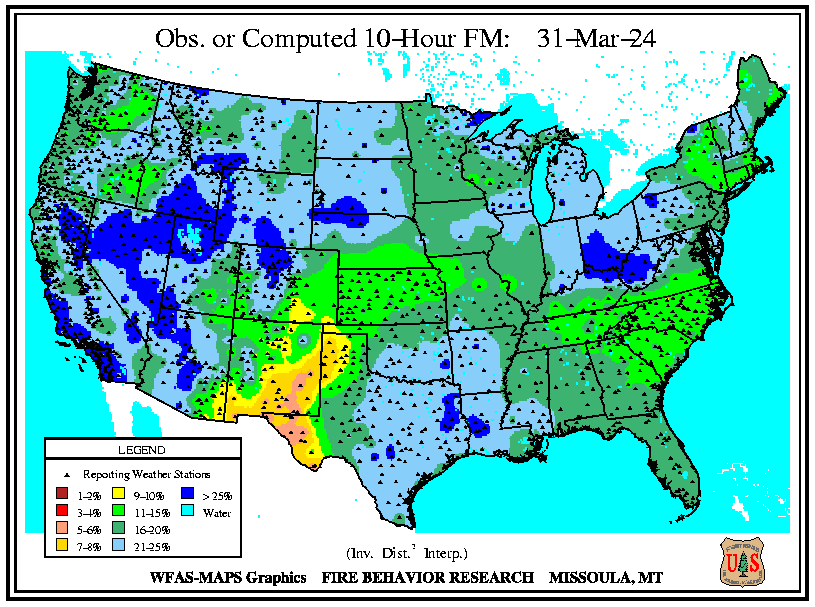 Obs. or Computed 10-Hour FM: 31-Mar-24
LEGEND
Reporting Weather Stations
1-2%
9-10%
> 25%
3-4%
11-15%
Water
5-6%
16-20%
7-8%
21-25%
(Inv. Dist.² Interp.)
WFAS-MAPS Graphics FIRE BEHAVIOR RESEARCH MISSOULA, MT
U S